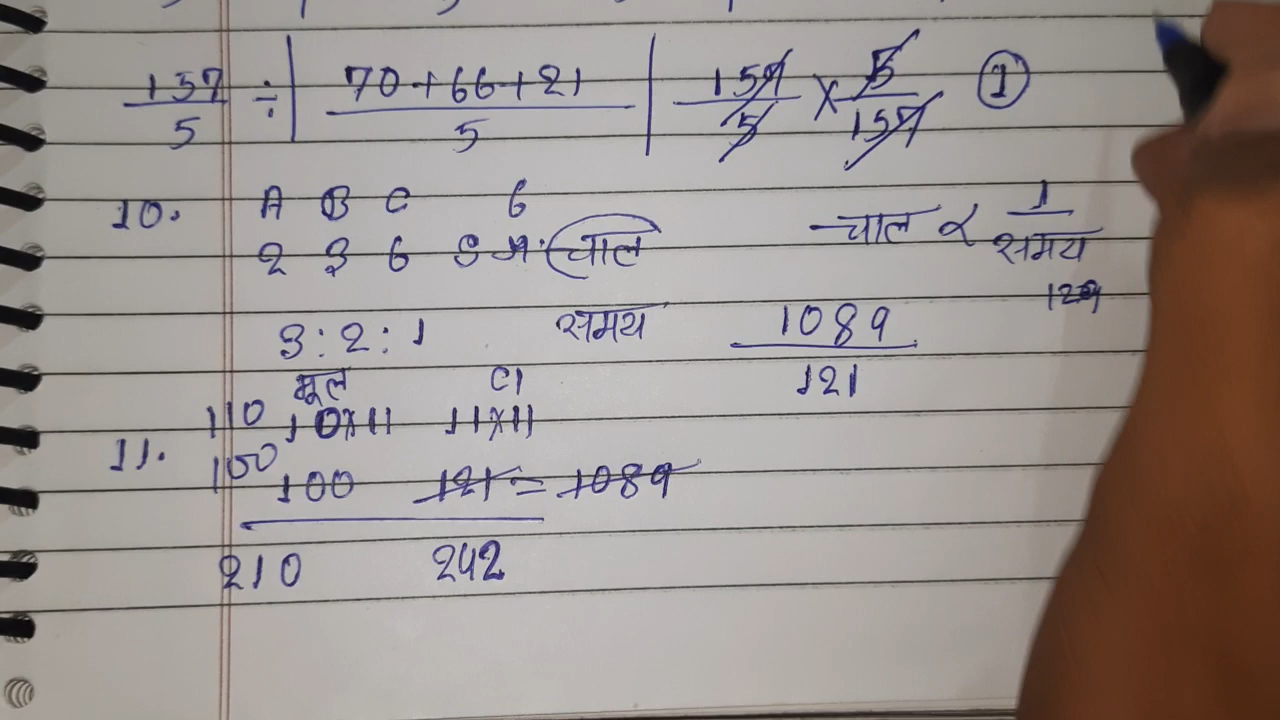 157/5 ÷ | 70+66+21/5 | 157/5 × 5/157 ①
10. A B C 6
2 3 6 चाल चाल ∝ 1/समय
3 : 2 : 1 समय 1089/121
मूल CI
110 10×11 11×11
11. 100 100 121 = 1089
210 242